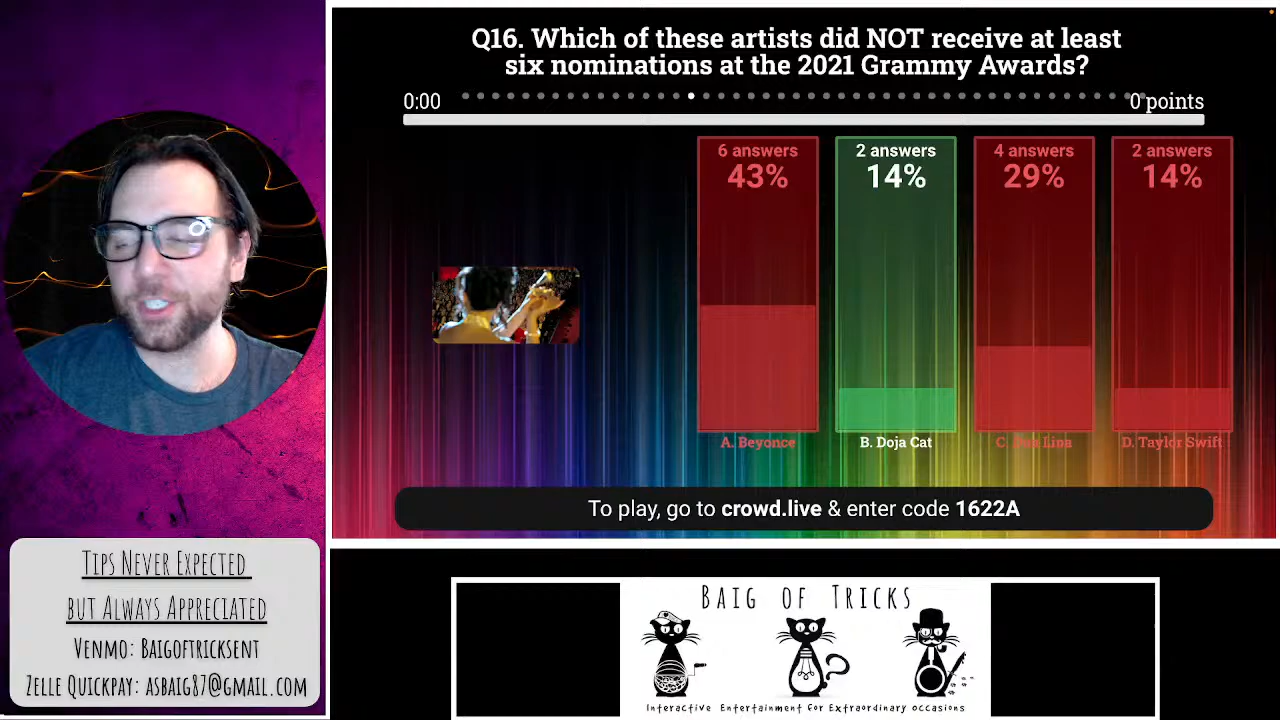 Q16. Which of these artists did NOT receive at least
six nominations at the 2021 Grammy Awards?
0:00
0 points
6 answers
43%
2 answers
14%
4 answers
29%
2 answers
14%
A. Beyonce
B. Doja Cat
C. Dua Lipa
D. Taylor Swift
To play, go to crowd.live & enter code 1622A
Tips Never Expected
but Always Appreciated
Venmo: Baigoftricksent
Zelle Quickpay: asbaig87@gmail.com
Baig of Tricks
Interactive Entertainment for Extraordinary Occasions